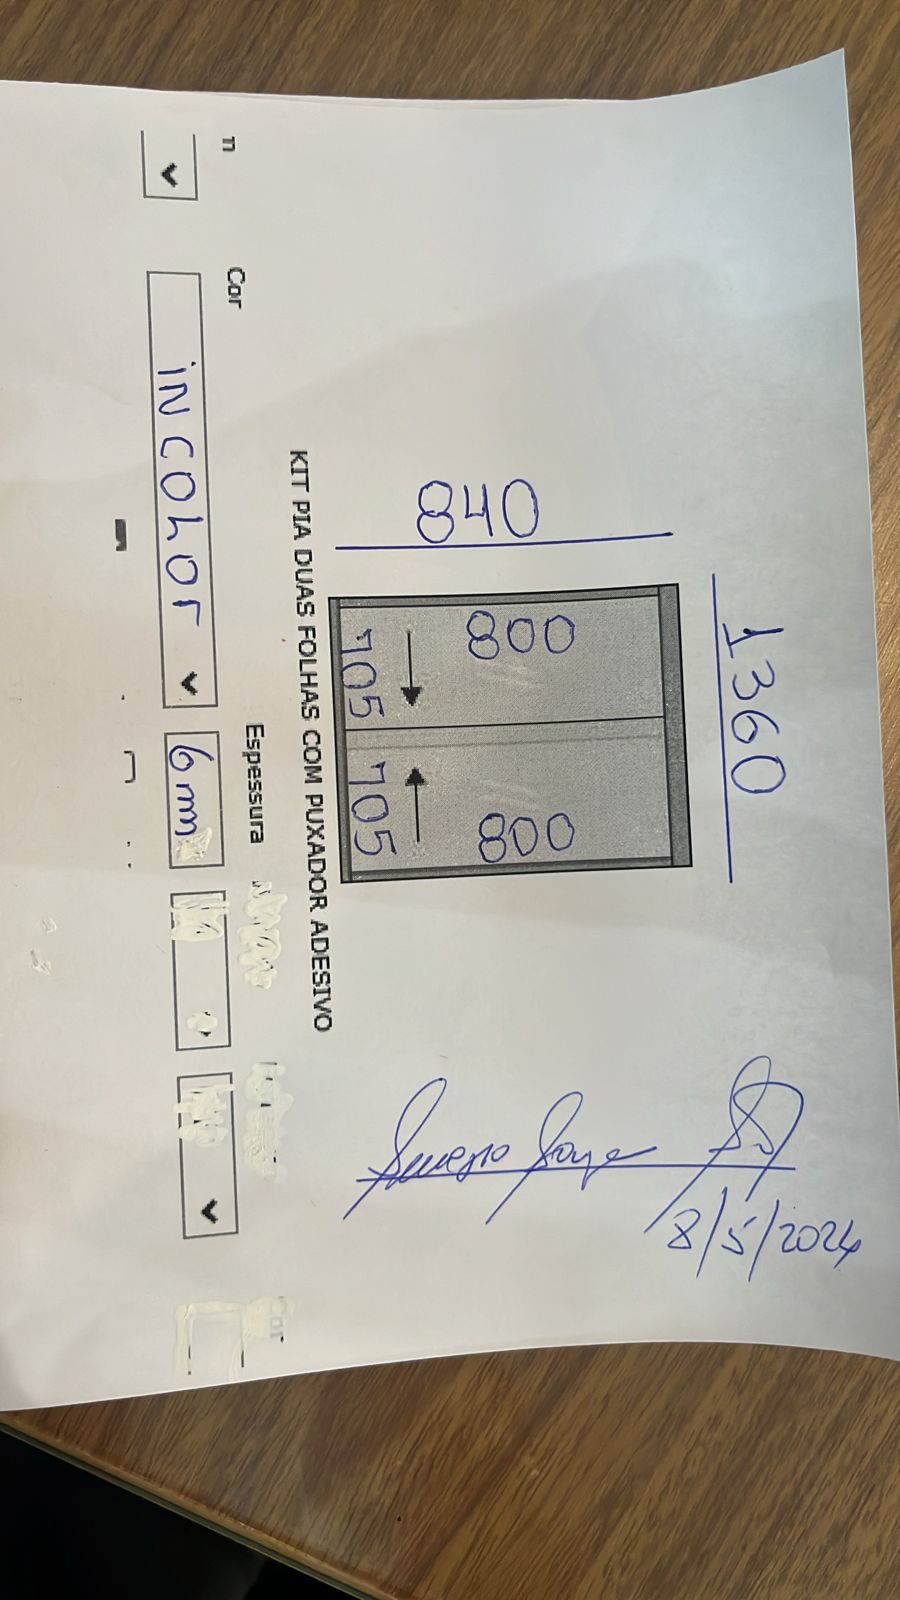 1360
840
800 800
705 705
KIT PIA DUAS FOLHAS COM PUXADOR ADESIVO
8/5/2024
n Cor Espessura Cor
iNCOLOr 6mm